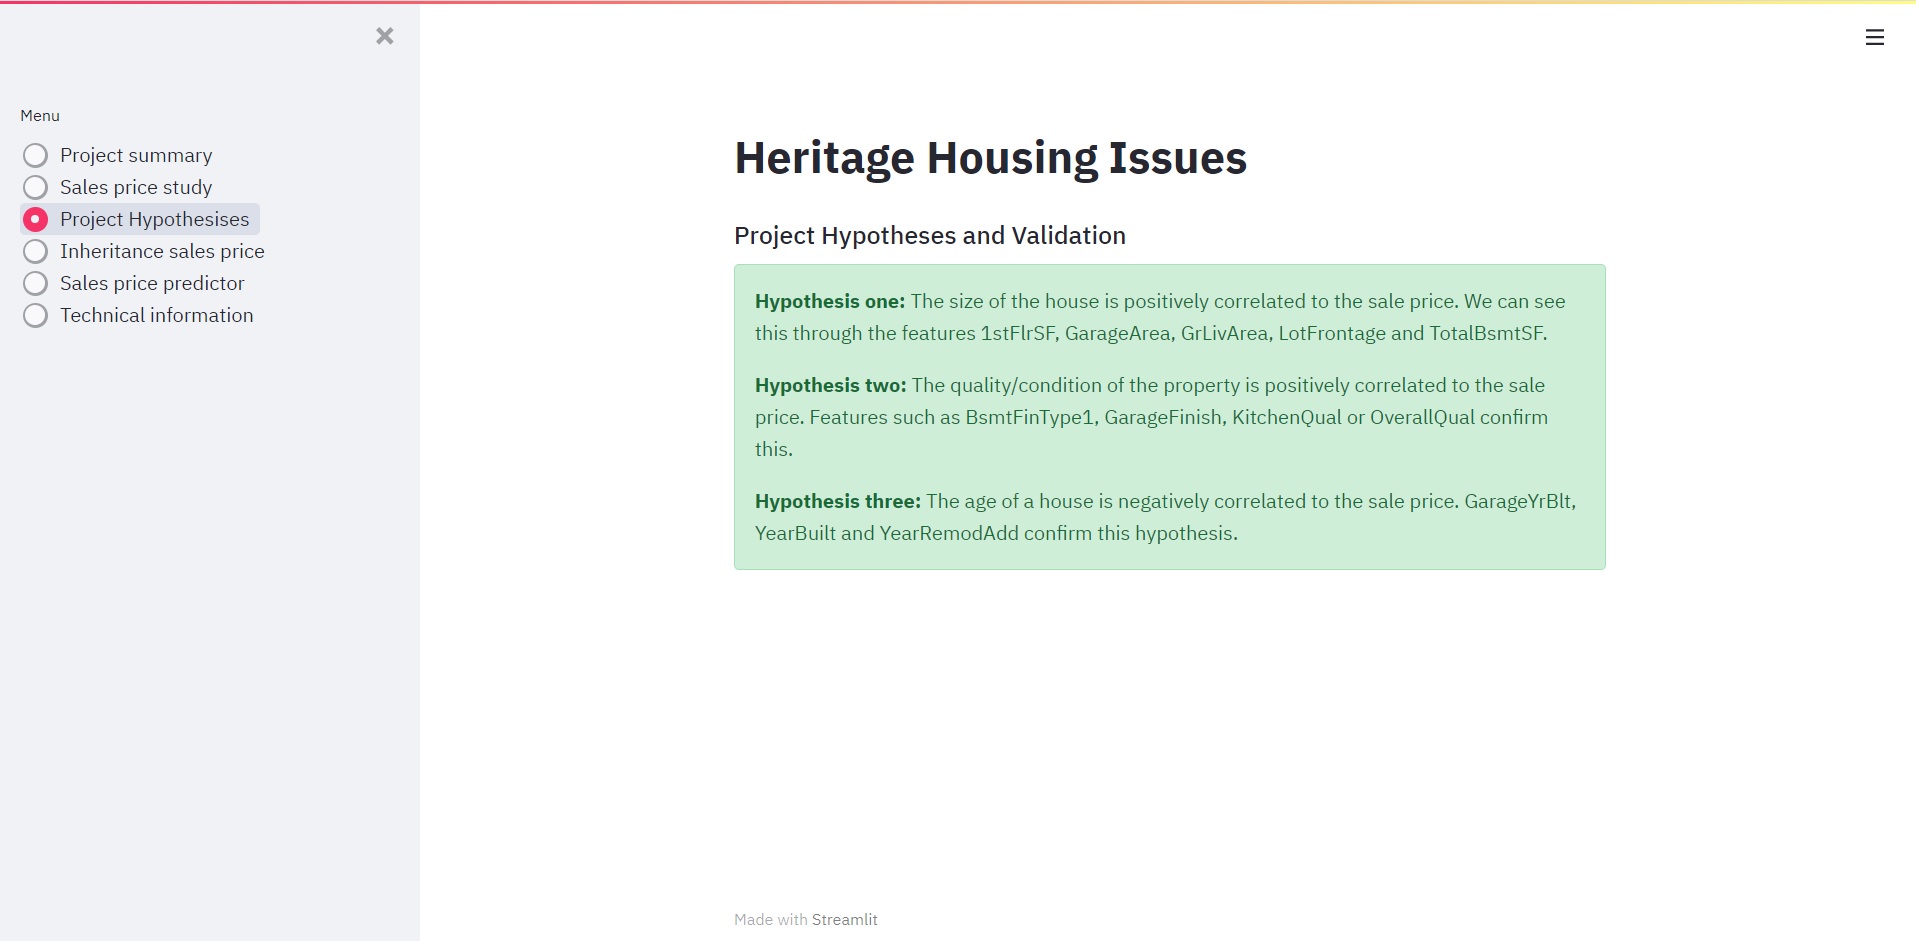 Menu
Project summary
Sales price study
Project Hypothesises
Inheritance sales price
Sales price predictor
Technical information
Heritage Housing Issues
Project Hypotheses and Validation
Hypothesis one: The size of the house is positively correlated to the sale price. We can see
this through the features 1stFlrSF, GarageArea, GrLivArea, LotFrontage and TotalBsmtSF.
Hypothesis two: The quality/condition of the property is positively correlated to the sale
price. Features such as BsmtFinType1, GarageFinish, KitchenQual or OverallQual confirm
this.
Hypothesis three: The age of a house is negatively correlated to the sale price. GarageYrBlt,
YearBuilt and YearRemodAdd confirm this hypothesis.
Made with Streamlit